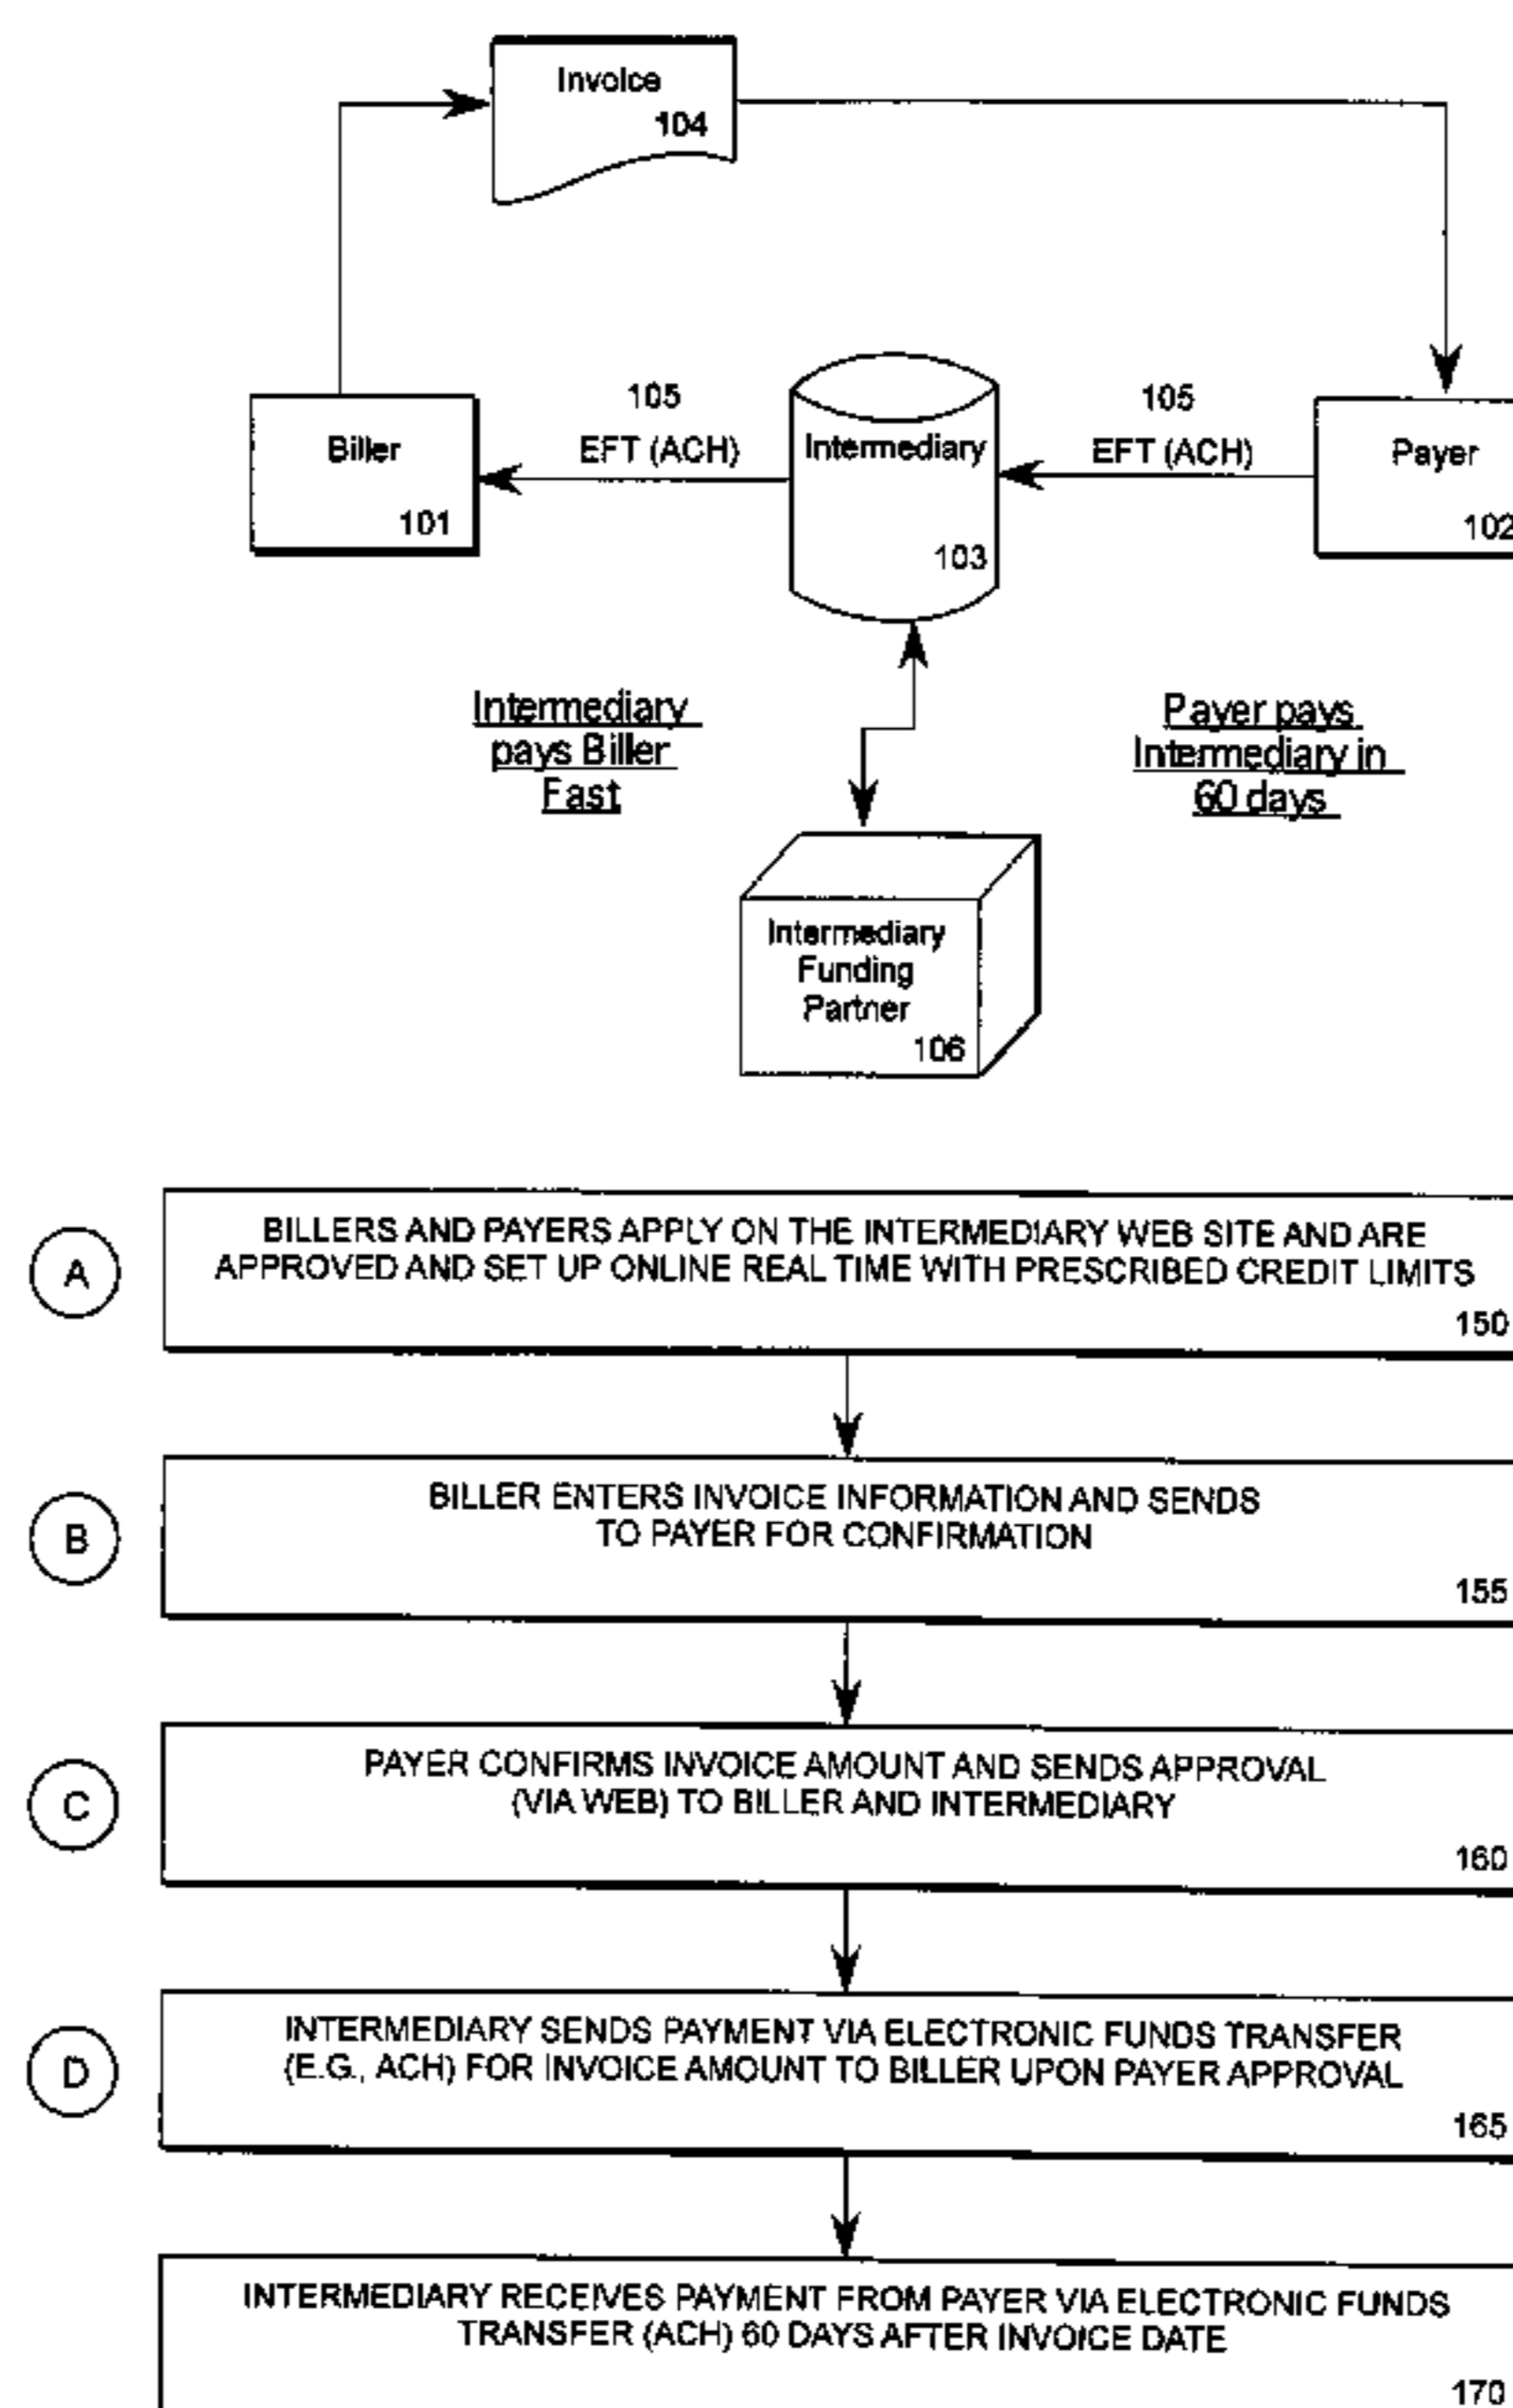 Invoice
104
105
EFT (ACH)
105
EFT (ACH)
Biller
101
Intermediary
103
Payer
102
Intermediary
pays Biller
Fast
Payer pays
Intermediary in
60 days
Intermediary
Funding
Partner
106
A
BILLERS AND PAYERS APPLY ON THE INTERMEDIARY WEB SITE AND ARE
APPROVED AND SET UP ONLINE REAL TIME WITH PRESCRIBED CREDIT LIMITS
150
B
BILLER ENTERS INVOICE INFORMATION AND SENDS
TO PAYER FOR CONFIRMATION
155
C
PAYER CONFIRMS INVOICE AMOUNT AND SENDS APPROVAL
(VIA WEB) TO BILLER AND INTERMEDIARY
160
D
INTERMEDIARY SENDS PAYMENT VIA ELECTRONIC FUNDS TRANSFER
(E.G., ACH) FOR INVOICE AMOUNT TO BILLER UPON PAYER APPROVAL
165
INTERMEDIARY RECEIVES PAYMENT FROM PAYER VIA ELECTRONIC FUNDS
TRANSFER (ACH) 60 DAYS AFTER INVOICE DATE
170